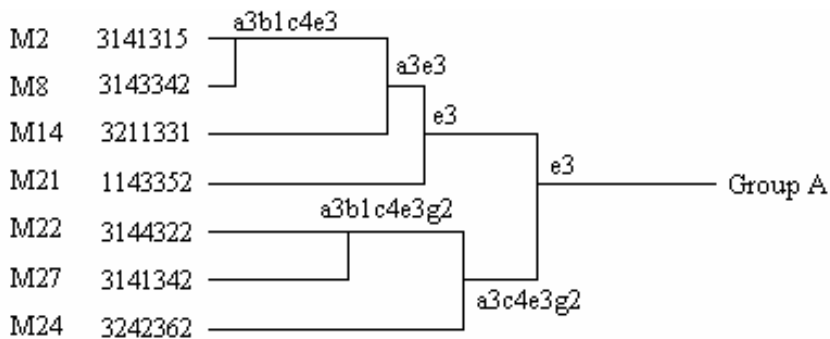 a3b1c4e3
M2 3141315
a3e3
M8 3143342
e3
M14 3211331
e3
M21 1143352
Group A
a3b1c4e3g2
M22 3144322
M27 3141342
a3c4e3g2
M24 3242362